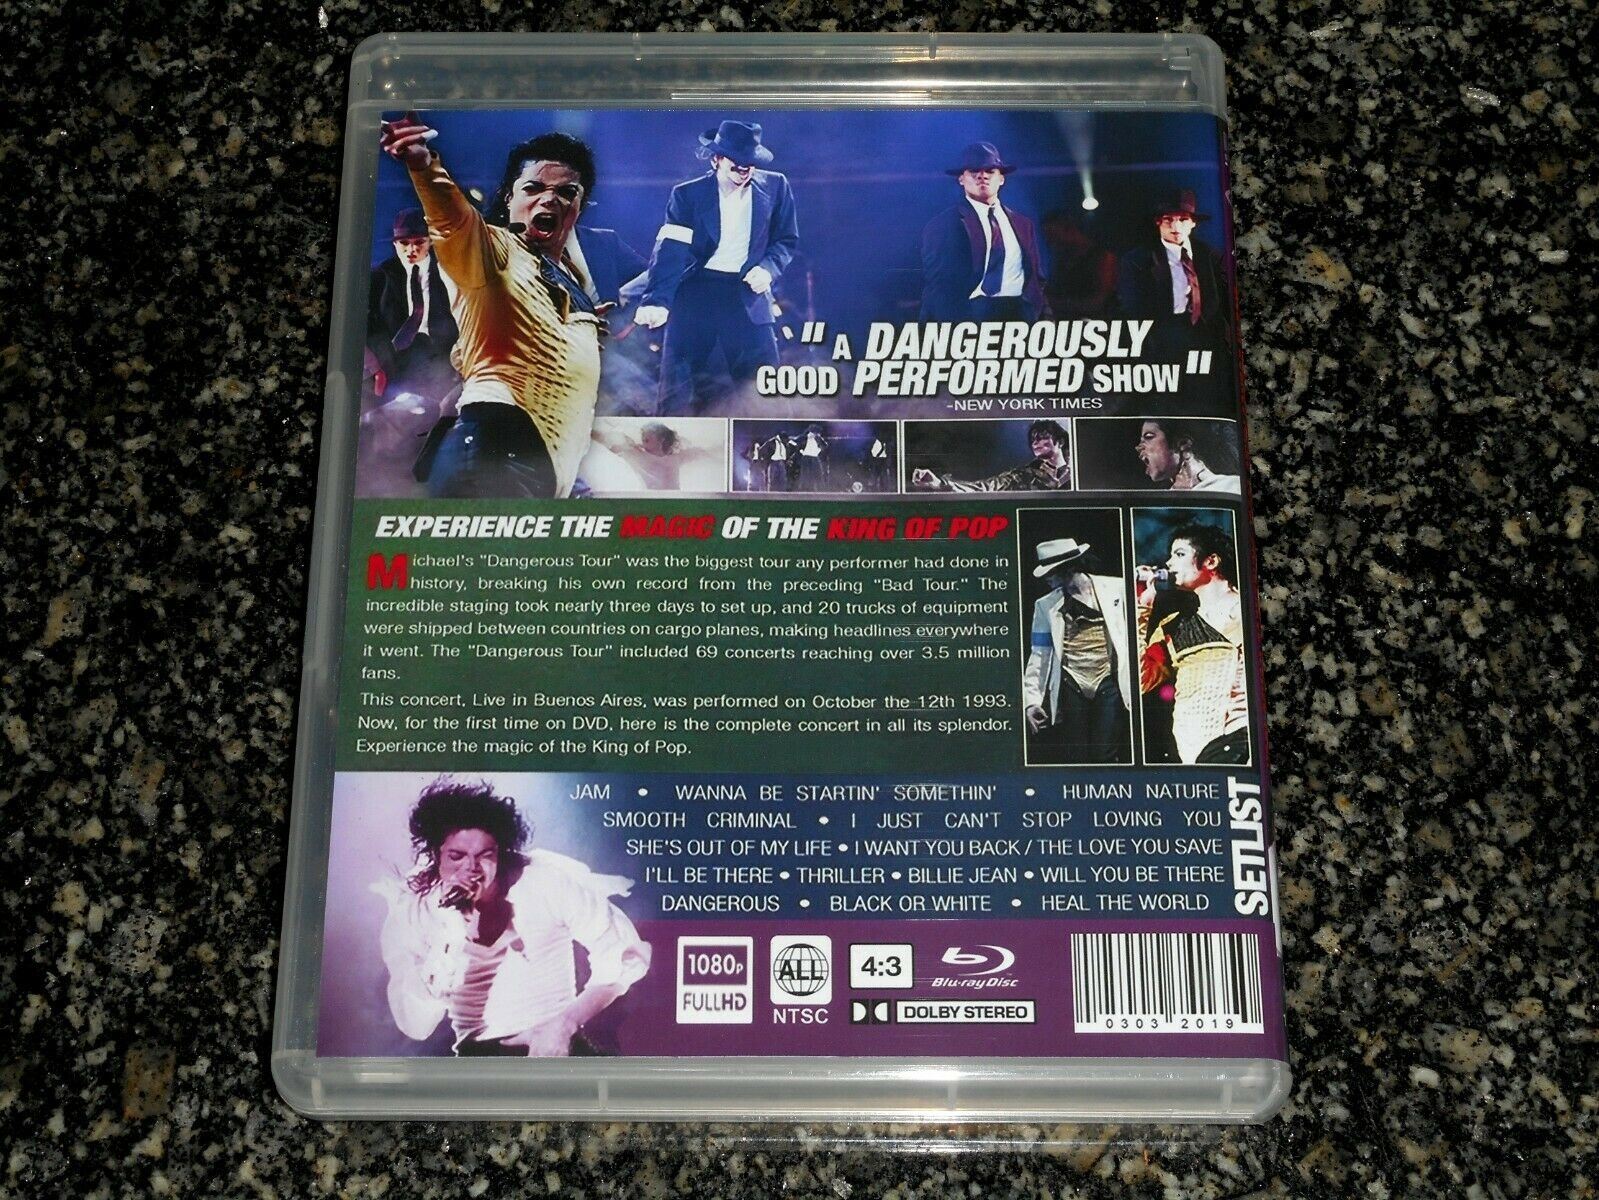 " A DANGEROUSLY
GOOD PERFORMED SHOW "
-NEW YORK TIMES
EXPERIENCE THE MAGIC OF THE KING OF POP
Michael's "Dangerous Tour" was the biggest tour any performer had done in
history, breaking his own record from the preceding "Bad Tour." The
incredible staging took nearly three days to set up, and 20 trucks of equipment
were shipped between countries on cargo planes, making headlines everywhere
it went. The "Dangerous Tour" included 69 concerts reaching over 3.5 million
fans.
This concert, Live in Buenos Aires, was performed on October the 12th 1993.
Now, for the first time on DVD, here is the complete concert in all its splendor.
Experience the magic of the King of Pop.
SETLIST
JAM • WANNA BE STARTIN' SOMETHIN' • HUMAN NATURE
SMOOTH CRIMINAL • I JUST CAN'T STOP LOVING YOU
SHE'S OUT OF MY LIFE • I WANT YOU BACK / THE LOVE YOU SAVE
I'LL BE THERE • THRILLER • BILLIE JEAN • WILL YOU BE THERE
DANGEROUS • BLACK OR WHITE • HEAL THE WORLD
1080p
FULLHD
ALL
NTSC
4:3
Blu-ray Disc
DOLBY STEREO
0303 2019